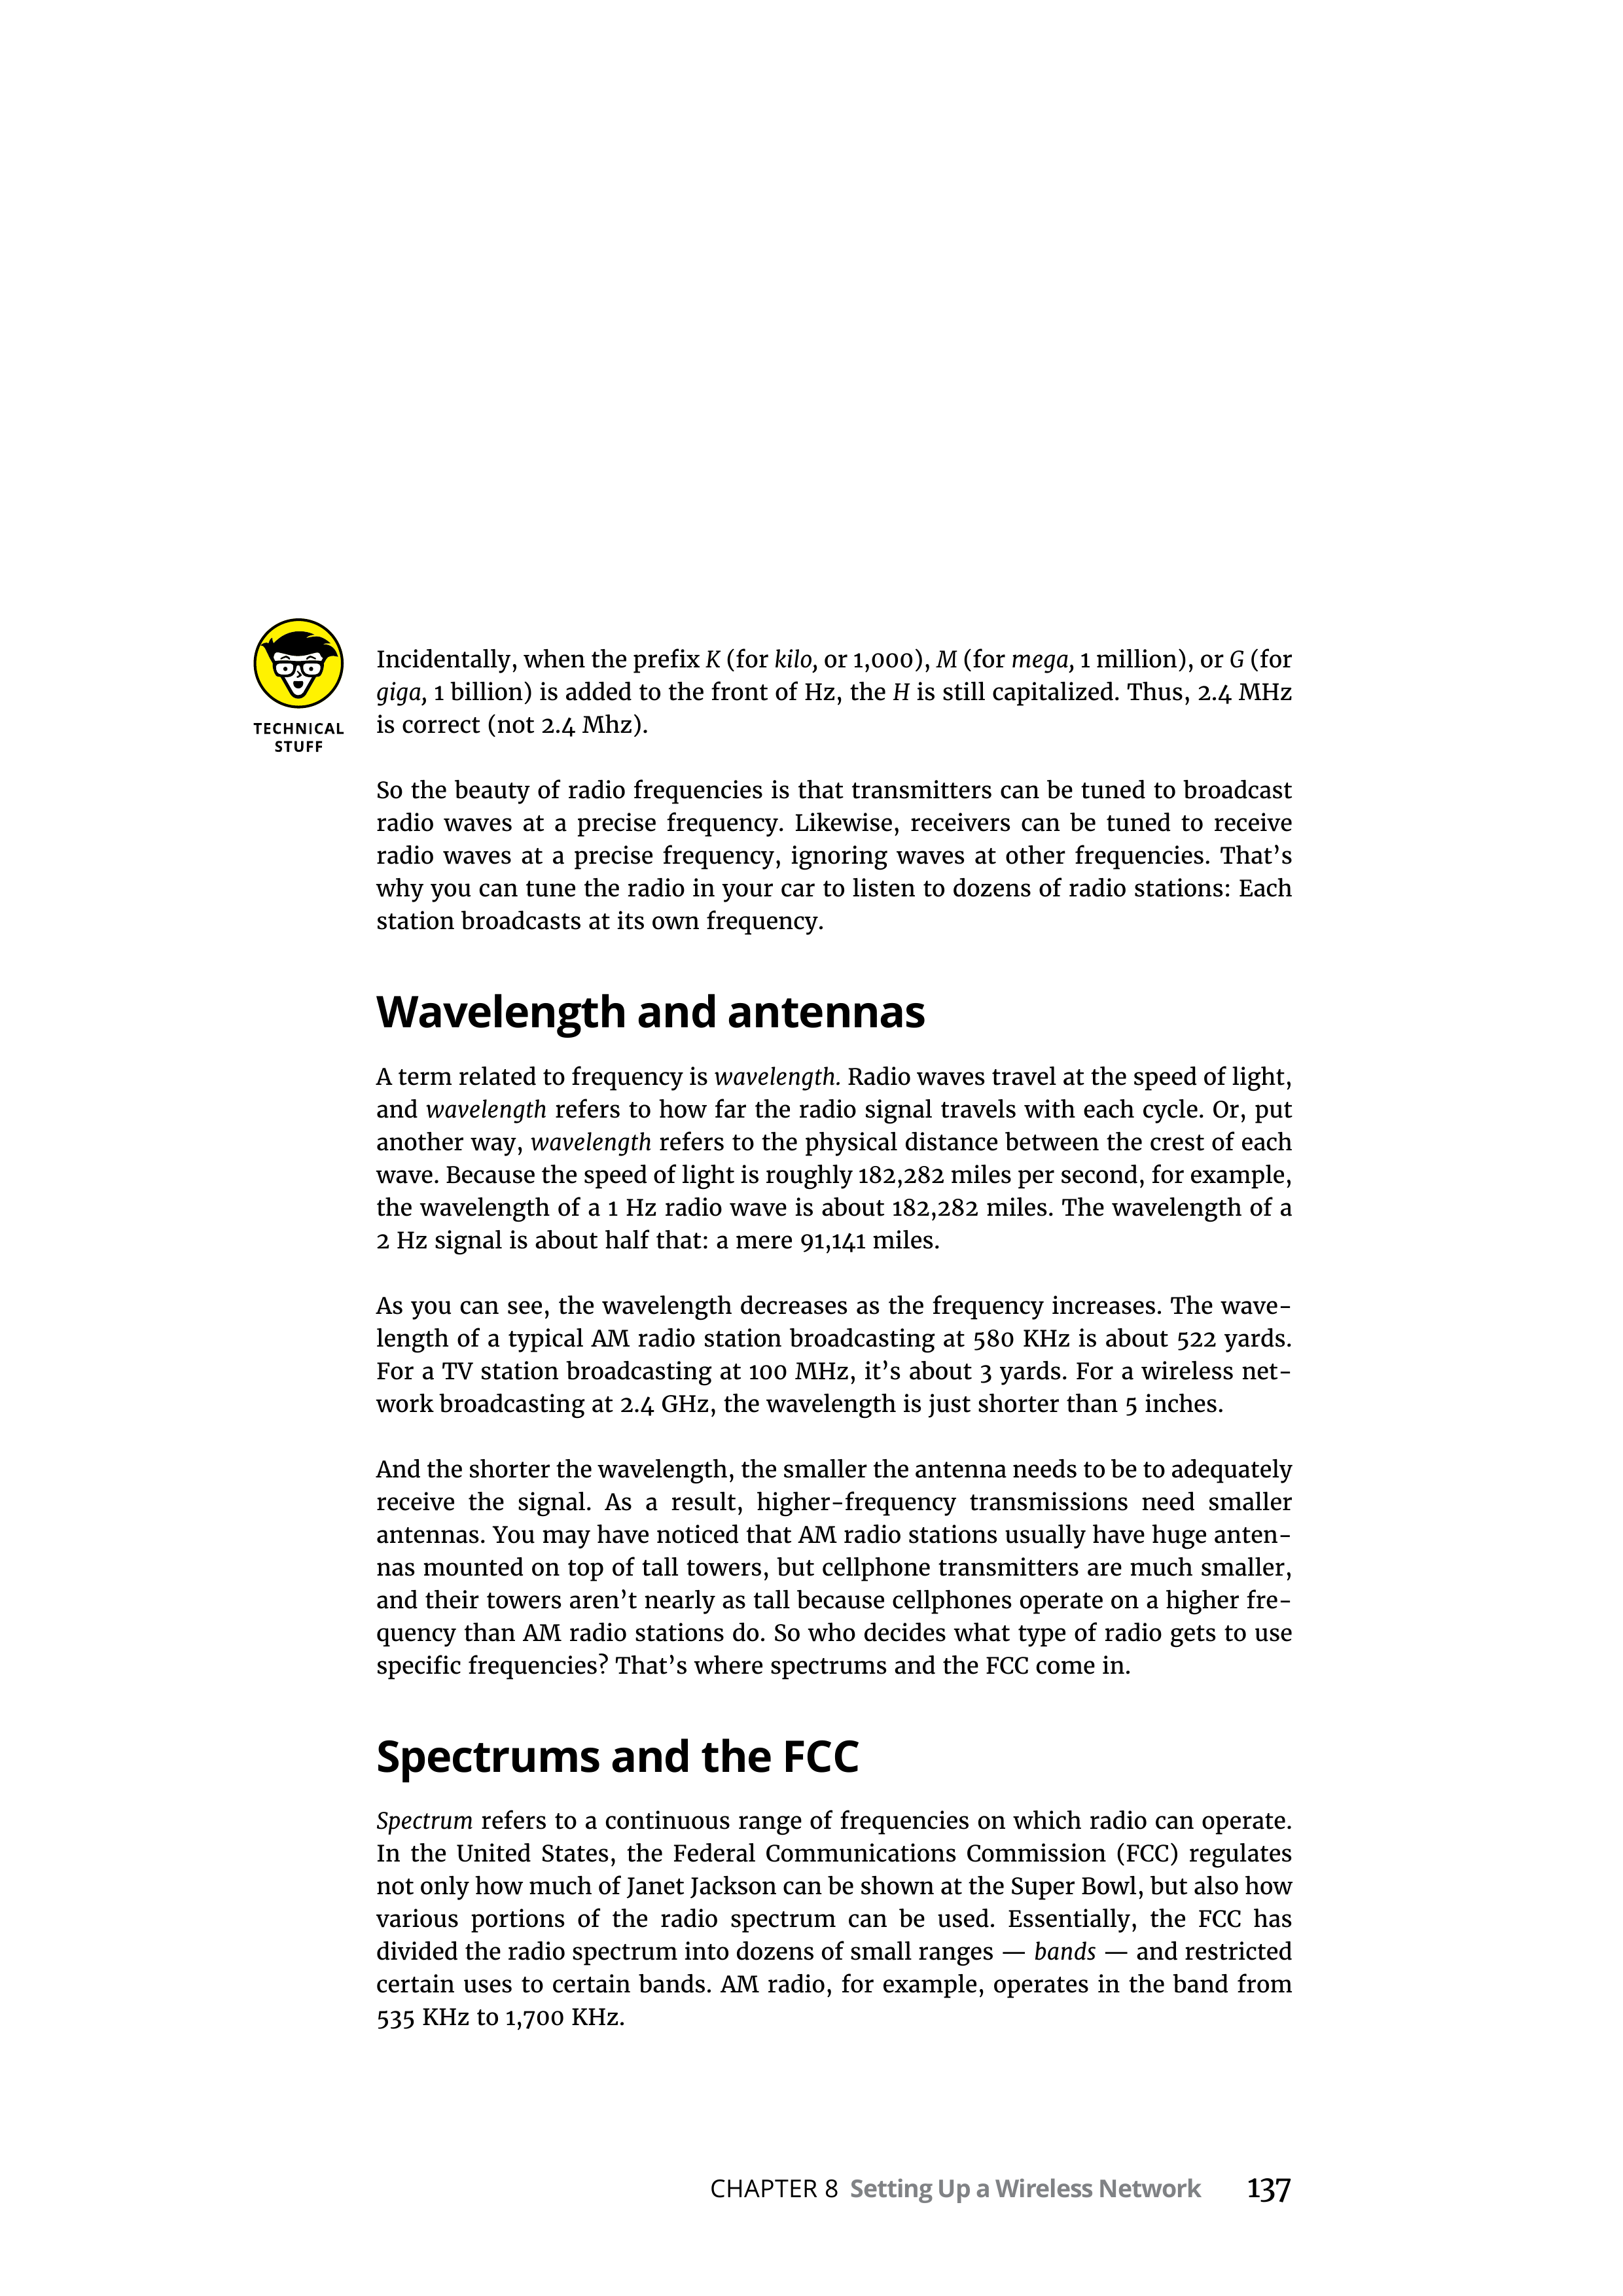 TECHNICAL
STUFF
Incidentally, when the prefix K (for kilo, or 1,000), M (for mega, 1 million), or G (for
giga, 1 billion) is added to the front of Hz, the H is still capitalized. Thus, 2.4 MHz
is correct (not 2.4 Mhz).
So the beauty of radio frequencies is that transmitters can be tuned to broadcast
radio waves at a precise frequency. Likewise, receivers can be tuned to receive
radio waves at a precise frequency, ignoring waves at other frequencies. That’s
why you can tune the radio in your car to listen to dozens of radio stations: Each
station broadcasts at its own frequency.
Wavelength and antennas
A term related to frequency is wavelength. Radio waves travel at the speed of light,
and wavelength refers to how far the radio signal travels with each cycle. Or, put
another way, wavelength refers to the physical distance between the crest of each
wave. Because the speed of light is roughly 182,282 miles per second, for example,
the wavelength of a 1 Hz radio wave is about 182,282 miles. The wavelength of a
2 Hz signal is about half that: a mere 91,141 miles.
As you can see, the wavelength decreases as the frequency increases. The wave-
length of a typical AM radio station broadcasting at 580 KHz is about 522 yards.
For a TV station broadcasting at 100 MHz, it’s about 3 yards. For a wireless net-
work broadcasting at 2.4 GHz, the wavelength is just shorter than 5 inches.
And the shorter the wavelength, the smaller the antenna needs to be to adequately
receive the signal. As a result, higher-frequency transmissions need smaller
antennas. You may have noticed that AM radio stations usually have huge anten-
nas mounted on top of tall towers, but cellphone transmitters are much smaller,
and their towers aren’t nearly as tall because cellphones operate on a higher fre-
quency than AM radio stations do. So who decides what type of radio gets to use
specific frequencies? That’s where spectrums and the FCC come in.
Spectrums and the FCC
Spectrum refers to a continuous range of frequencies on which radio can operate.
In the United States, the Federal Communications Commission (FCC) regulates
not only how much of Janet Jackson can be shown at the Super Bowl, but also how
various portions of the radio spectrum can be used. Essentially, the FCC has
divided the radio spectrum into dozens of small ranges — bands — and restricted
certain uses to certain bands. AM radio, for example, operates in the band from
535 KHz to 1,700 KHz.
CHAPTER 8 Setting Up a Wireless Network 137